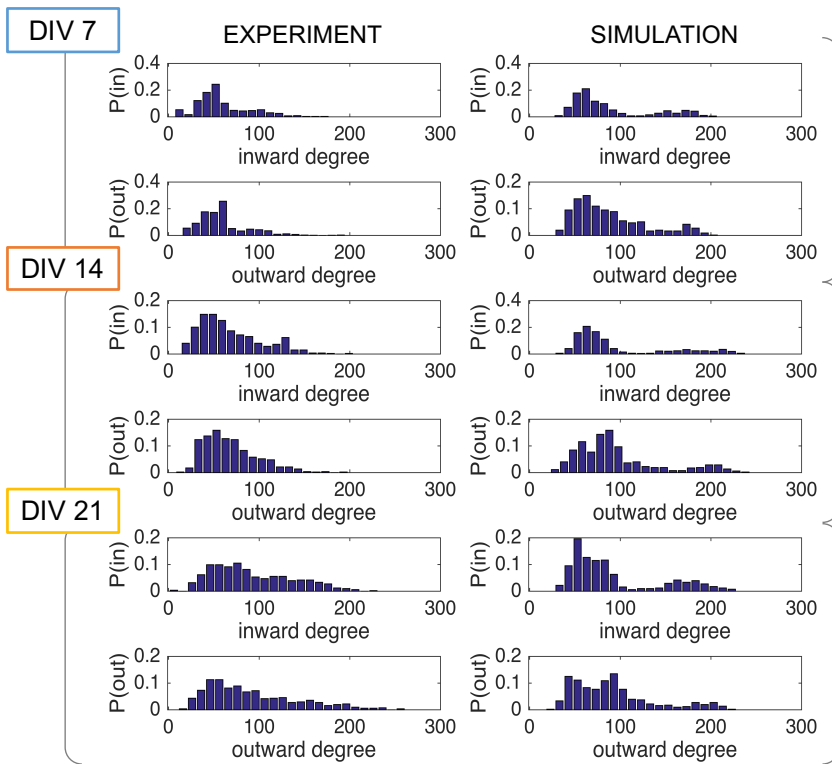 DIV 7
EXPERIMENT SIMULATION
P(in) 0.4 0.2 0 0 100 200 300 inward degree
P(in) 0.4 0.2 0 0 100 200 300 inward degree
P(out) 0.4 0.2 0 0 100 200 300 outward degree
P(out) 0.2 0.1 0 0 100 200 300 outward degree
DIV 14
P(in) 0.2 0.1 0 0 100 200 300 inward degree
P(in) 0.4 0.2 0 0 100 200 300 inward degree
P(out) 0.2 0.1 0 0 100 200 300 outward degree
P(out) 0.2 0.1 0 0 100 200 300 outward degree
DIV 21
P(in) 0.2 0.1 0 0 100 200 300 inward degree
P(in) 0.2 0.1 0 0 100 200 300 inward degree
P(out) 0.2 0.1 0 0 100 200 300 outward degree
P(out) 0.2 0.1 0 0 100 200 300 outward degree